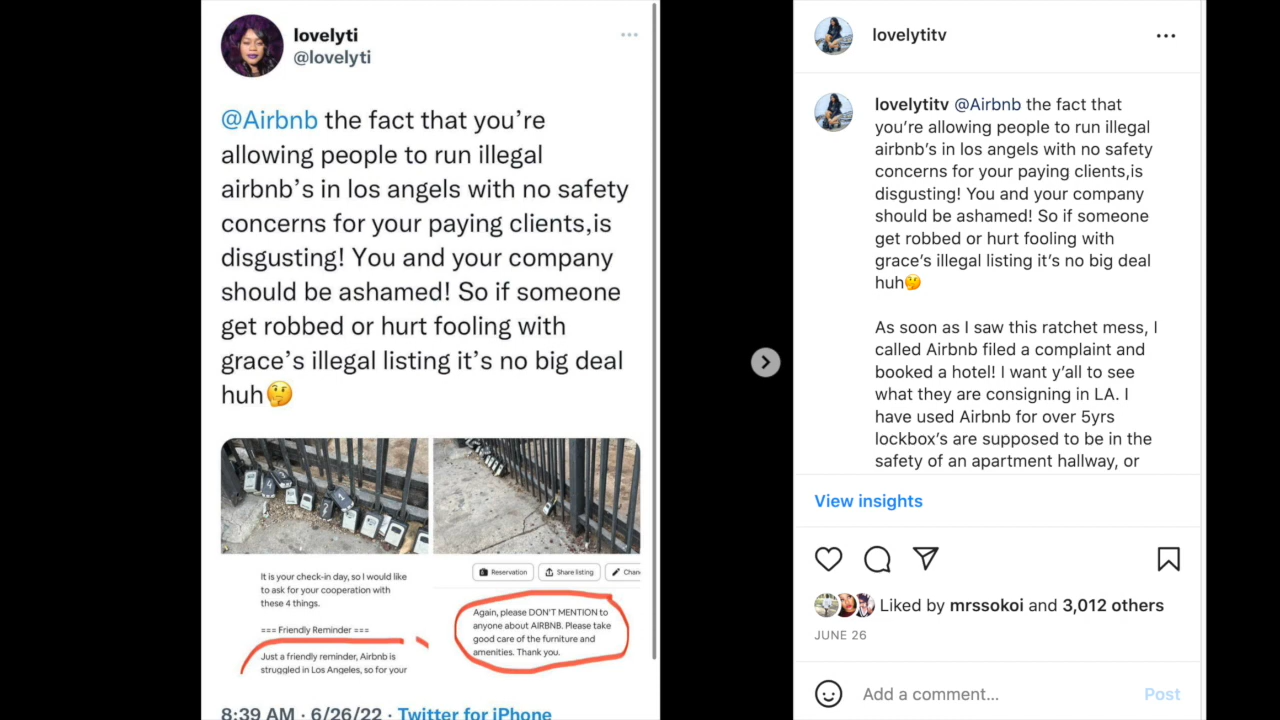 lovelyti
@lovelyti
@Airbnb the fact that you’re
allowing people to run illegal
airbnb’s in los angels with no safety
concerns for your paying clients,is
disgusting! You and your company
should be ashamed! So if someone
get robbed or hurt fooling with
grace’s illegal listing it’s no big deal
huh🤔
It is your check-in day, so I would like
to ask for your cooperation with
these 4 things.
=== Friendly Reminder ===
Just a friendly reminder, Airbnb is
struggled in Los Angeles, so for your
Reservation
Share listing
Chan
Again, please DON'T MENTION to
anyone about AIRBNB. Please take
good care of the furniture and
amenities. Thank you.
8:39 AM · 6/26/22 · Twitter for iPhone
lovelytitv
lovelytitv @Airbnb the fact that
you’re allowing people to run illegal
airbnb’s in los angels with no safety
concerns for your paying clients,is
disgusting! You and your company
should be ashamed! So if someone
get robbed or hurt fooling with
grace’s illegal listing it’s no big deal
huh🤔
As soon as I saw this ratchet mess, I
called Airbnb filed a complaint and
booked a hotel! I want y’all to see
what they are consigning in LA. I
have used Airbnb for over 5yrs
lockbox’s are supposed to be in the
safety of an apartment hallway, or
View insights
Liked by mrssokoi and 3,012 others
JUNE 26
Add a comment...
Post